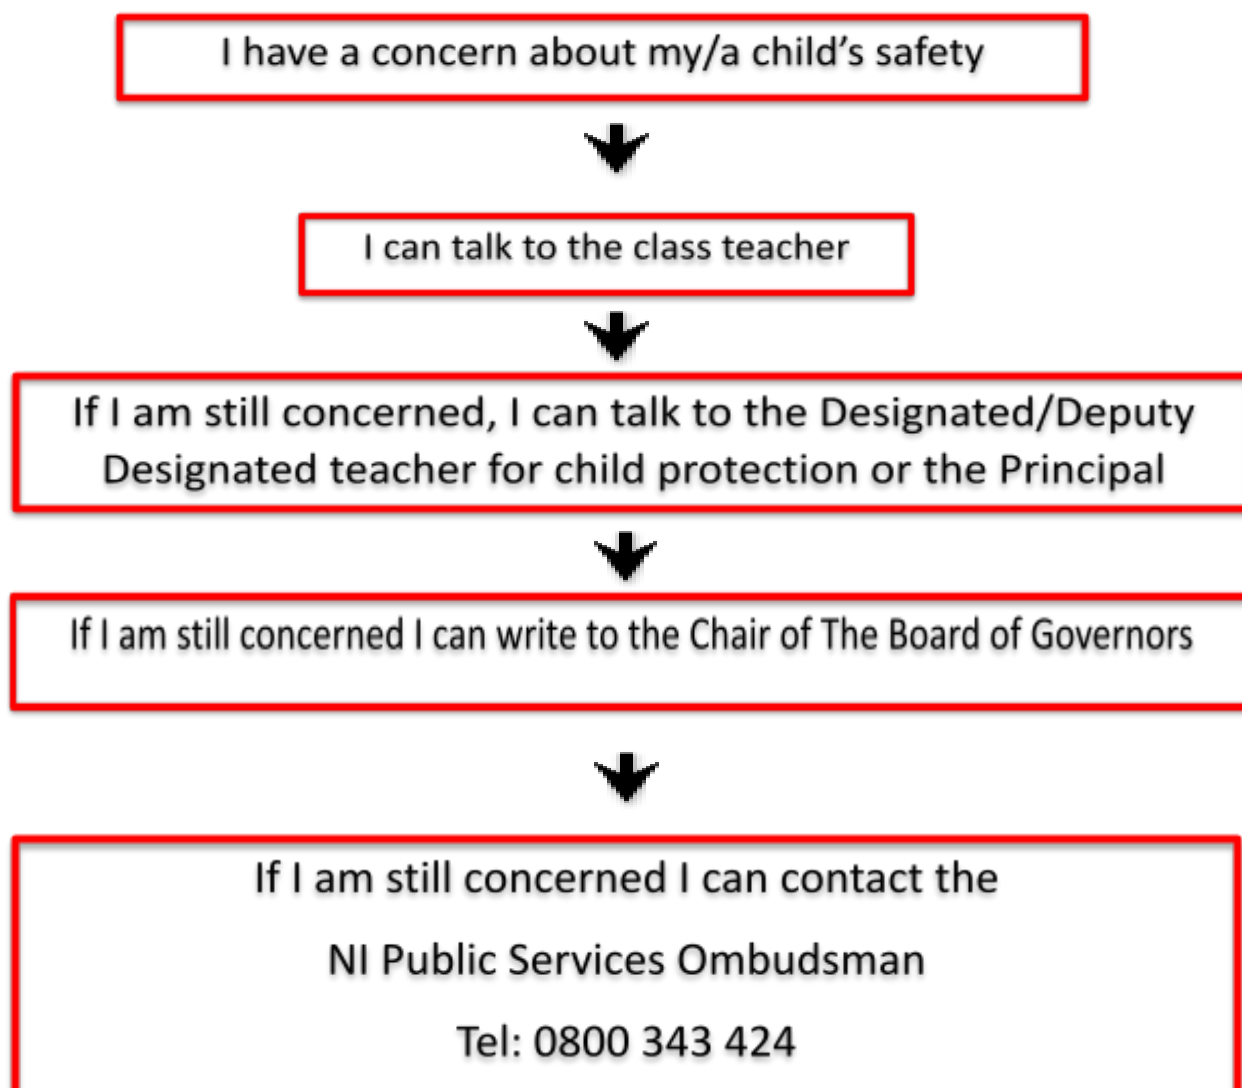 I have a concern about my/a child’s safety
I can talk to the class teacher
If I am still concerned, I can talk to the Designated/Deputy
Designated teacher for child protection or the Principal
If I am still concerned I can write to the Chair of The Board of Governors
If I am still concerned I can contact the
NI Public Services Ombudsman
Tel: 0800 343 424